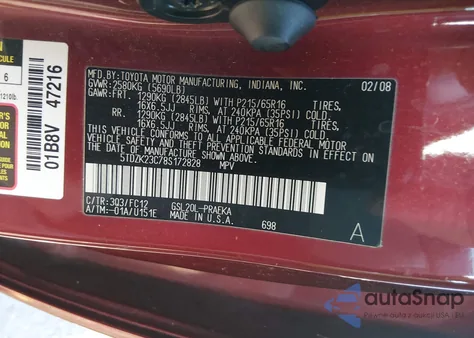 MFD.BY:TOYOTA MOTOR MANUFACTURING, INDIANA, INC. 02/08
GVWR:2580KG (5690LB)
GAWR:FRT. 1290KG (2845LB) WITH P215/65R16 TIRES,
16X6.5JJ RIMS, AT 240KPA (35PSI) COLD
RR. 1290KG (2845LB) WITH P215/65R16 TIRES,
16X6.5JJ RIMS, AT 240KPA (35PSI) COLD
THIS VEHICLE CONFORMS TO ALL APPLICABLE FEDERAL MOTOR
VEHICLE SAFETY AND THEFT PREVENTION STANDARDS IN EFFECT ON
THE DATE OF MANUFACTURE SHOWN ABOVE.
5TDZK23C78S172828 MPV
C/TR:3Q3/FC12 GSL20L-PRAEKA
A/TM:-01A/U151E 698
A
01B8V 47216
6
1210lb.
autoSnap